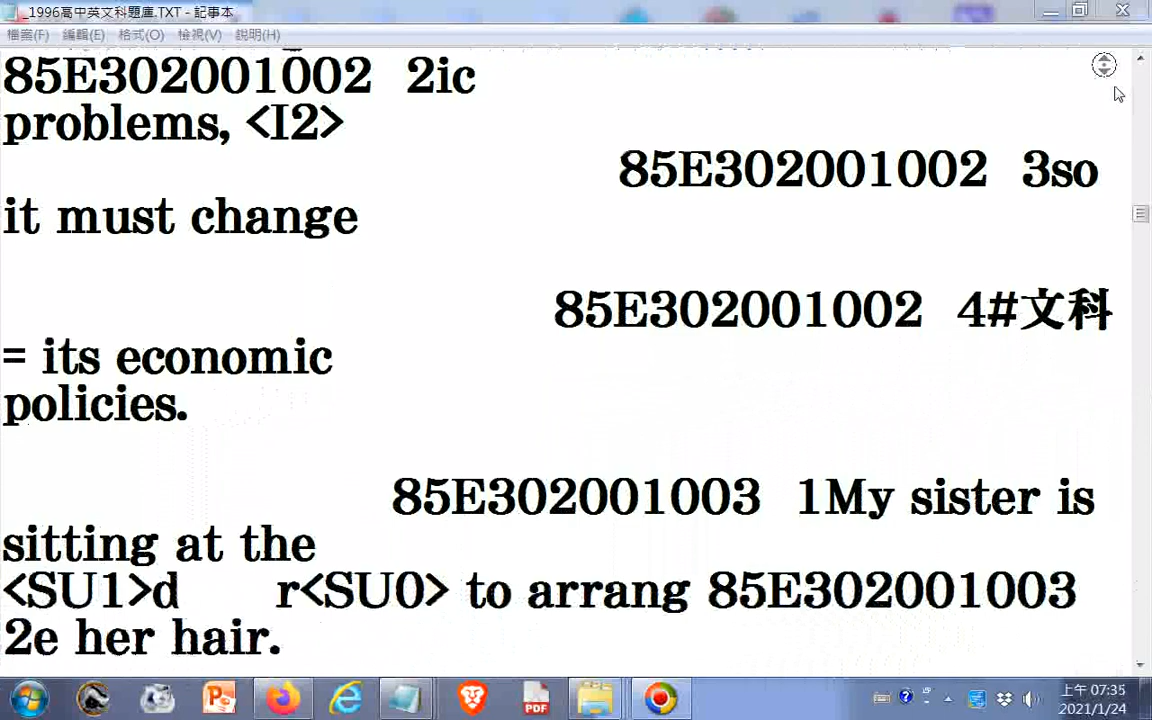 _1996高中英文科題庫.TXT - 記事本
檔案(F) 編輯(E) 格式(O) 檢視(V) 說明(H)
85E302001002 2ic
problems, <I2>
85E302001002 3so
it must change
85E302001002 4#文科
= its economic
policies.
85E302001003 1My sister is
sitting at the
<SU1>d r<SU0> to arrang 85E302001003
2e her hair.
PDF
上午 07:35
2021/1/24